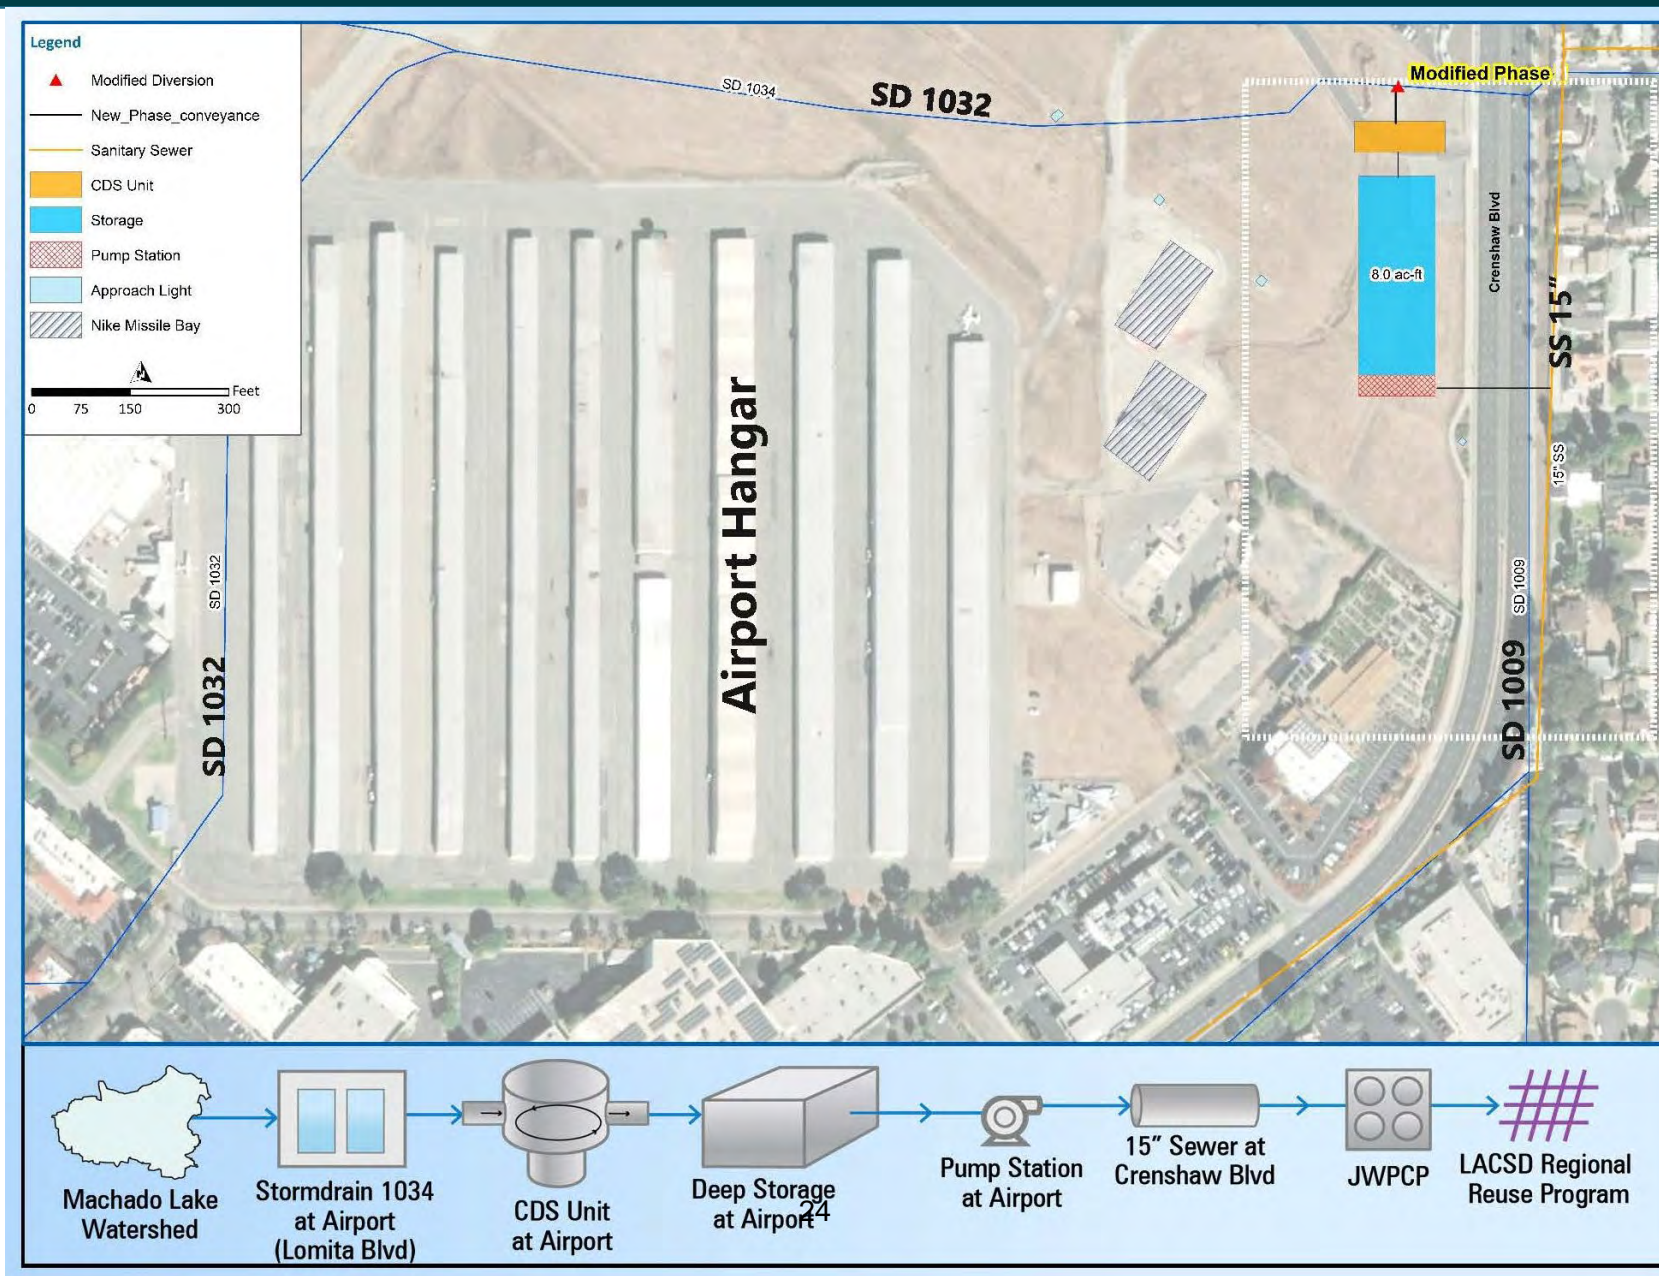 Legend
Modified Diversion
New_Phase_conveyance
Sanitary Sewer
CDS Unit
Storage
Pump Station
Approach Light
Nike Missile Bay
Feet
0 75 150 300
SD 1034
SD 1032
Modified Phase
Crenshaw Blvd
8.0 ac-ft
SS 15"
15" SS
Airport Hangar
SD 1032
SD 1032
SD 1009
SD 1009
Machado Lake
Watershed
Stormdrain 1034
at Airport
(Lomita Blvd)
CDS Unit
at Airport
Deep Storage
at Airport
24
Pump Station
at Airport
15” Sewer at
Crenshaw Blvd
JWPCP
LACSD Regional
Reuse Program